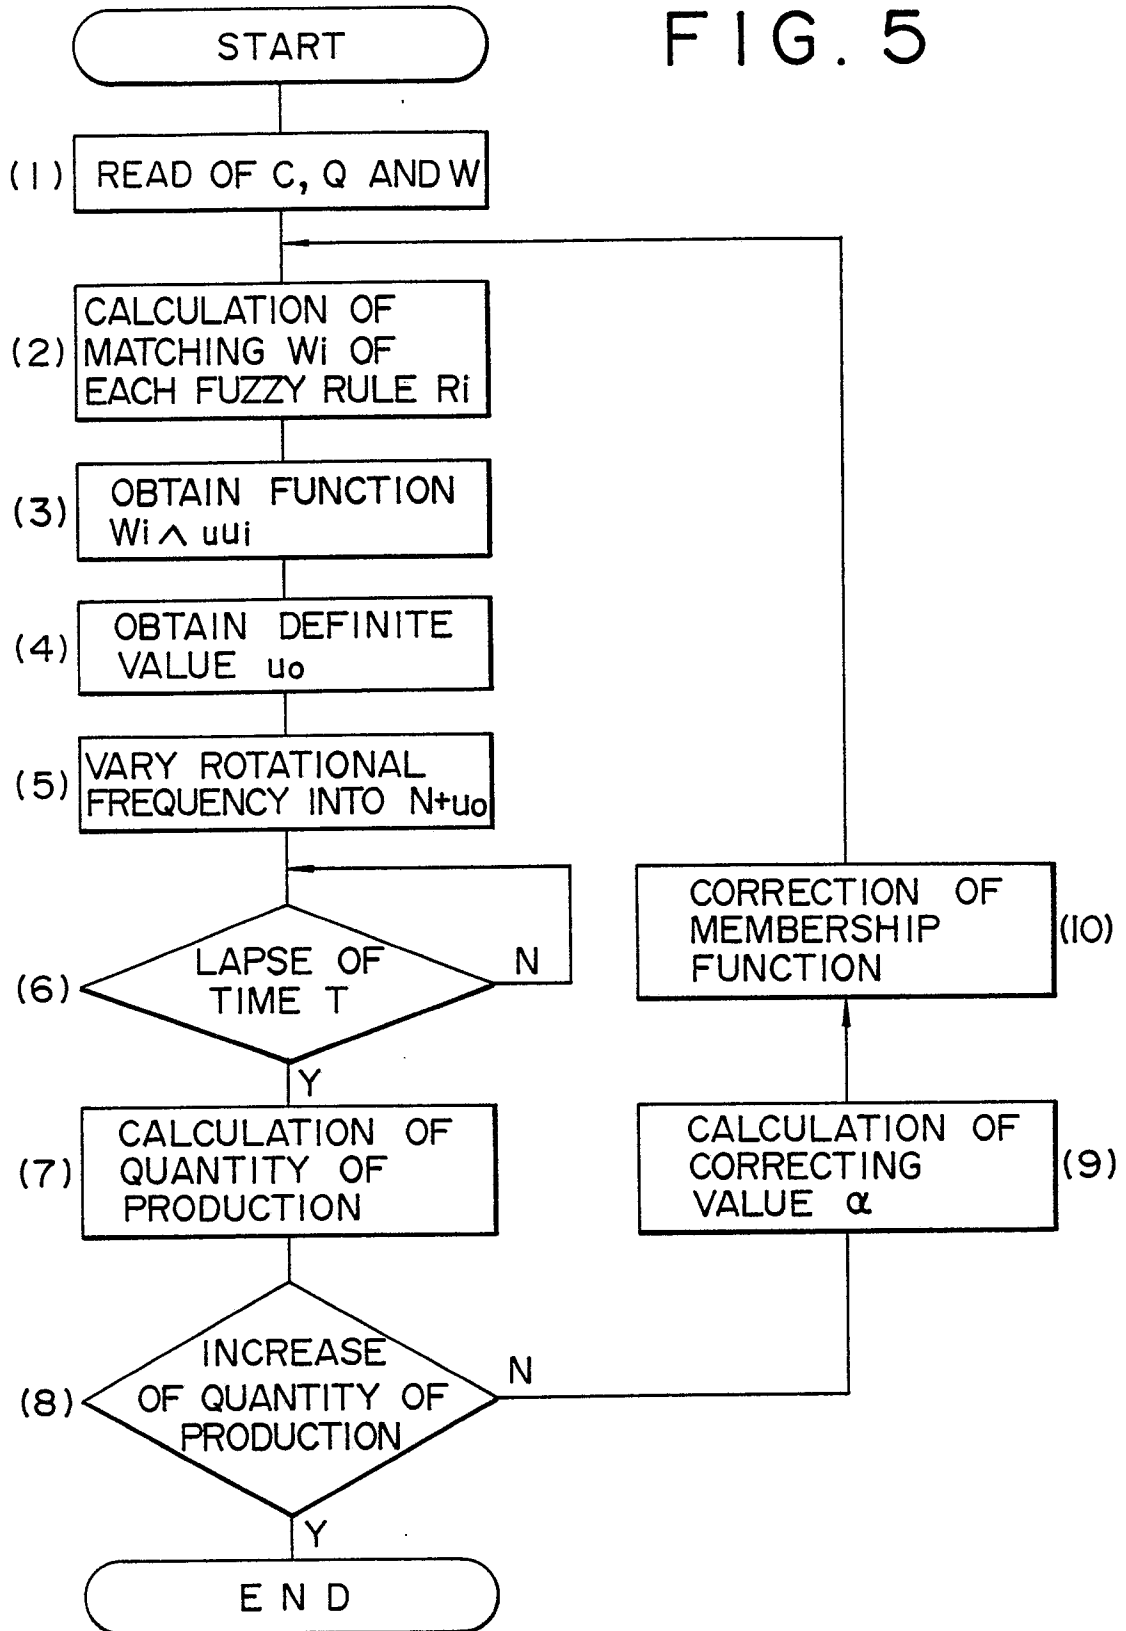 FIG. 5
START
(1)
READ OF C, Q AND W
(2)
CALCULATION OF
MATCHING Wi OF
EACH FUZZY RULE Ri
(3)
OBTAIN FUNCTION
Wi ∧ uui
(4)
OBTAIN DEFINITE
VALUE uo
(5)
VARY ROTATIONAL
FREQUENCY INTO N+uo
(6)
LAPSE OF
TIME T
N
Y
(7)
CALCULATION OF
QUANTITY OF
PRODUCTION
(8)
INCREASE
OF QUANTITY OF
PRODUCTION
N
Y
END
CALCULATION OF
CORRECTING
VALUE α
(9)
CORRECTION OF
MEMBERSHIP
FUNCTION
(10)